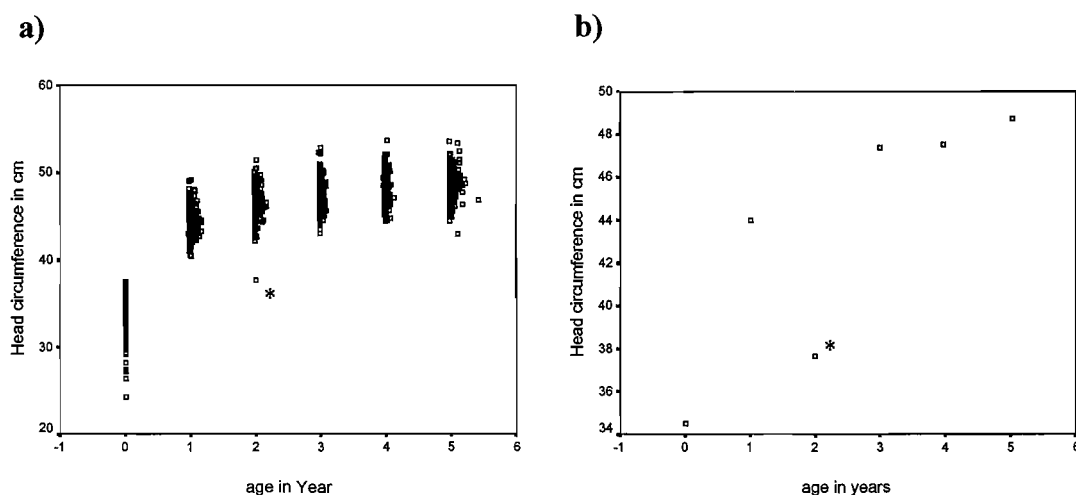 a)
60
50
40
30
20
Head circumference in cm
*
-1 0 1 2 3 4 5 6
age in Year
b)
50
48
46
44
42
40
38
36
34
Head circumference in cm
*
-1 0 1 2 3 4 5 6
age in years